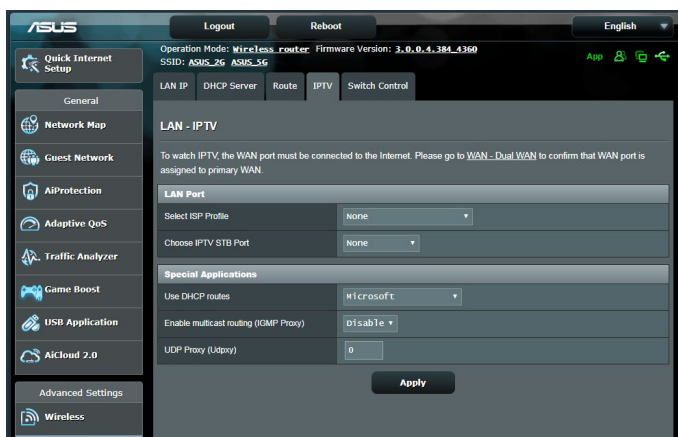 ASUS
Logout
Reboot
English
Quick Internet
Setup
Operation Mode: Wireless router Firmware Version: 3.0.0.4.384_4360
SSID: ASUS_2G ASUS_5G
App
General
Network Map
Guest Network
AiProtection
Adaptive QoS
Traffic Analyzer
Game Boost
USB Application
AiCloud 2.0
Advanced Settings
Wireless
LAN IP
DHCP Server
Route
IPTV
Switch Control
LAN - IPTV
To watch IPTV, the WAN port must be connected to the Internet. Please go to WAN - Dual WAN to confirm that WAN port is
assigned to primary WAN.
LAN Port
Select ISP Profile
None
Choose IPTV STB Port
None
Special Applications
Use DHCP routes
Microsoft
Enable multicast routing (IGMP Proxy)
Disable
UDP Proxy (Udpxy)
0
Apply